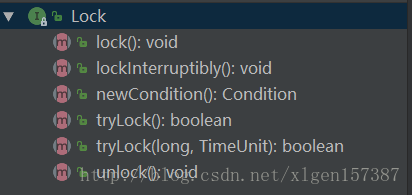 Lock
lock(): void
lockInterruptibly(): void
newCondition(): Condition
tryLock(): boolean
tryLock(long, TimeUnit): boolean
unlock(): void
http://blog.csdn.net/xlgen157387